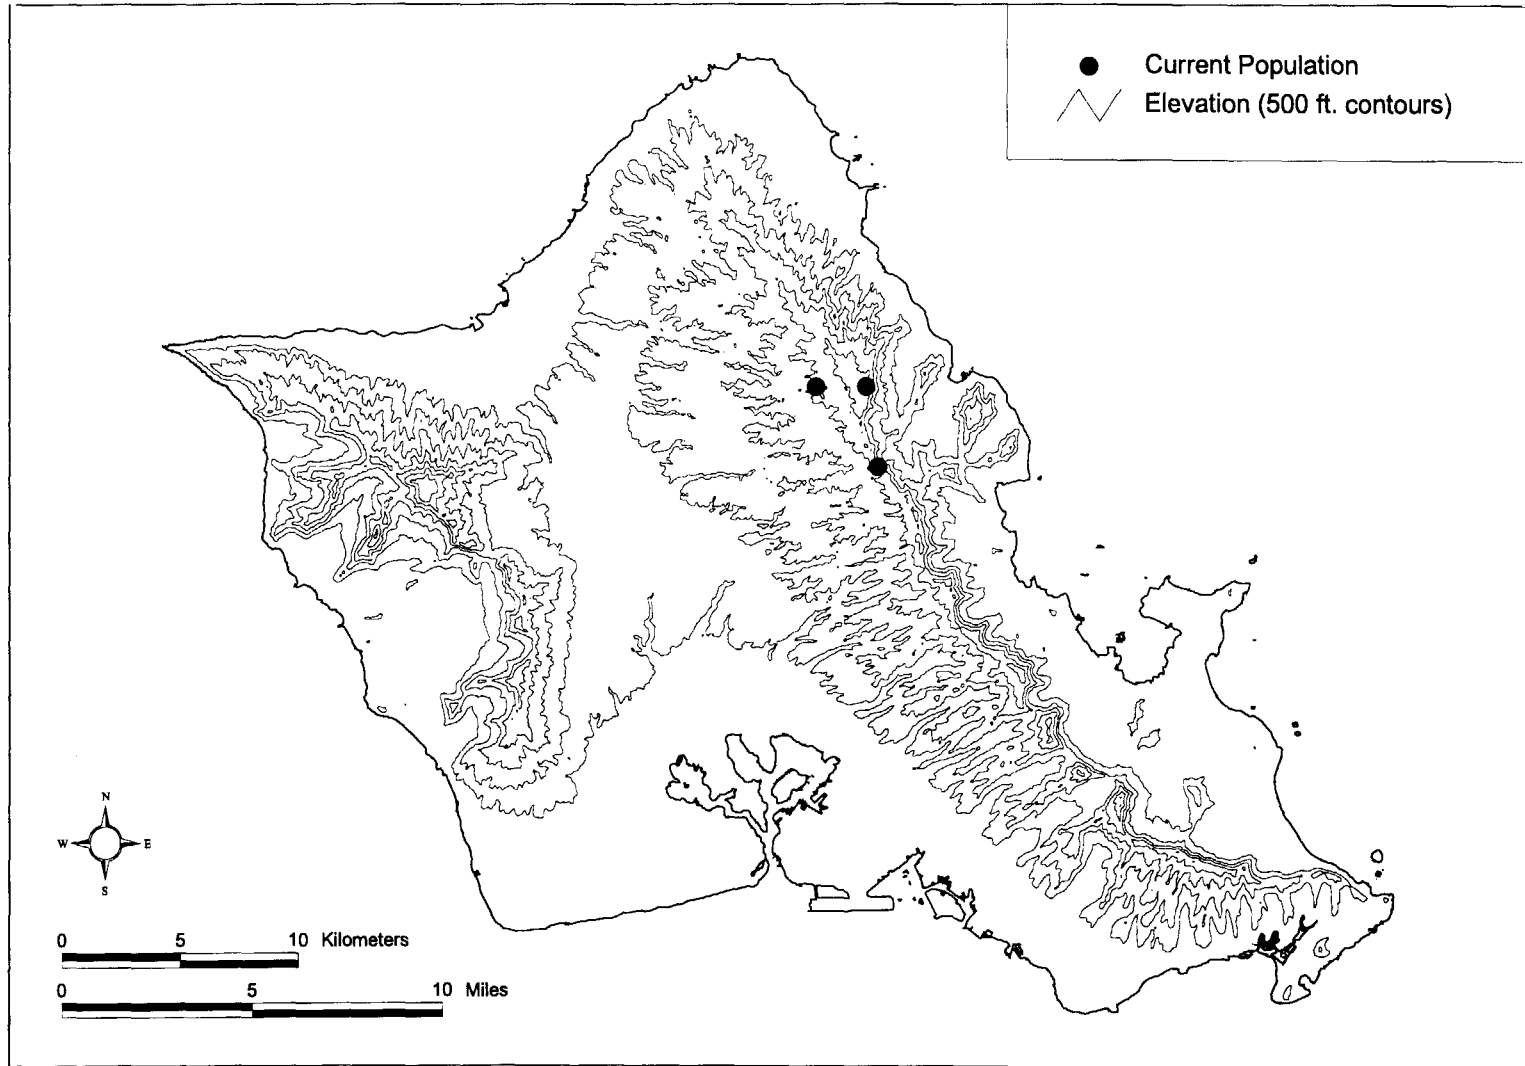 Current Population
Elevation (500 ft. contours)
N
W E
S
0 5 10 Kilometers
0 5 10 Miles